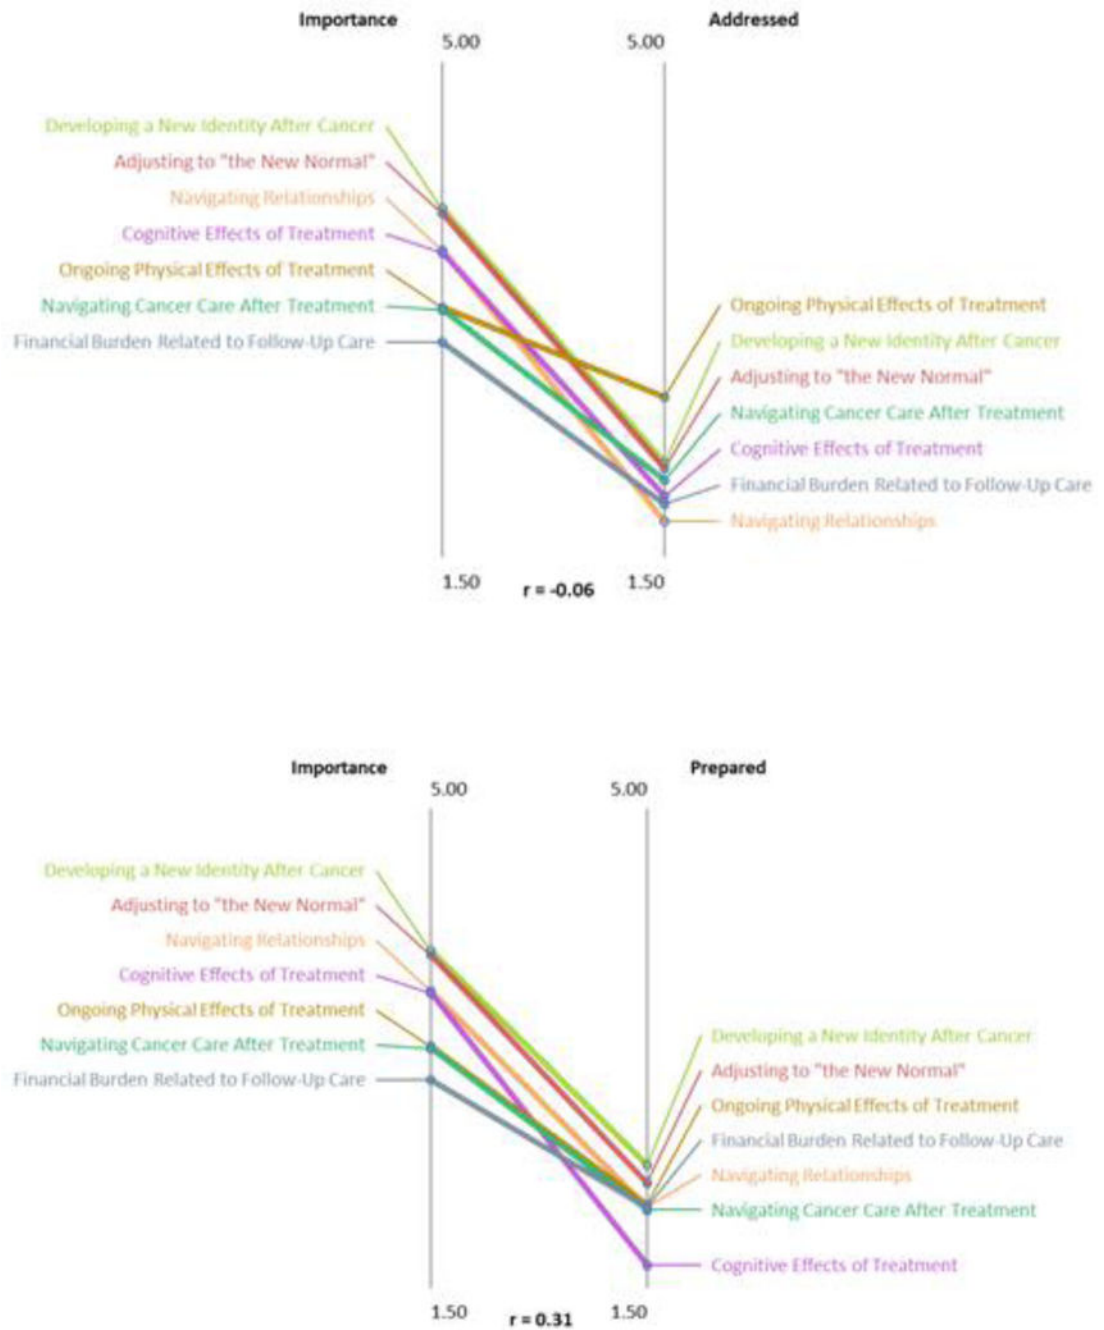 Importance Addressed
5.00 5.00
Developing a New Identity After Cancer
Adjusting to "the New Normal"
Navigating Relationships
Cognitive Effects of Treatment
Ongoing Physical Effects of Treatment
Navigating Cancer Care After Treatment
Financial Burden Related to Follow-Up Care
Ongoing Physical Effects of Treatment
Developing a New Identity After Cancer
Adjusting to "the New Normal"
Navigating Cancer Care After Treatment
Cognitive Effects of Treatment
Financial Burden Related to Follow-Up Care
Navigating Relationships
1.50 r = -0.06 1.50
Importance Prepared
5.00 5.00
Developing a New Identity After Cancer
Adjusting to "the New Normal"
Navigating Relationships
Cognitive Effects of Treatment
Ongoing Physical Effects of Treatment
Navigating Cancer Care After Treatment
Financial Burden Related to Follow-Up Care
Developing a New Identity After Cancer
Adjusting to "the New Normal"
Ongoing Physical Effects of Treatment
Financial Burden Related to Follow-Up Care
Navigating Relationships
Navigating Cancer Care After Treatment
Cognitive Effects of Treatment
1.50 r = 0.31 1.50